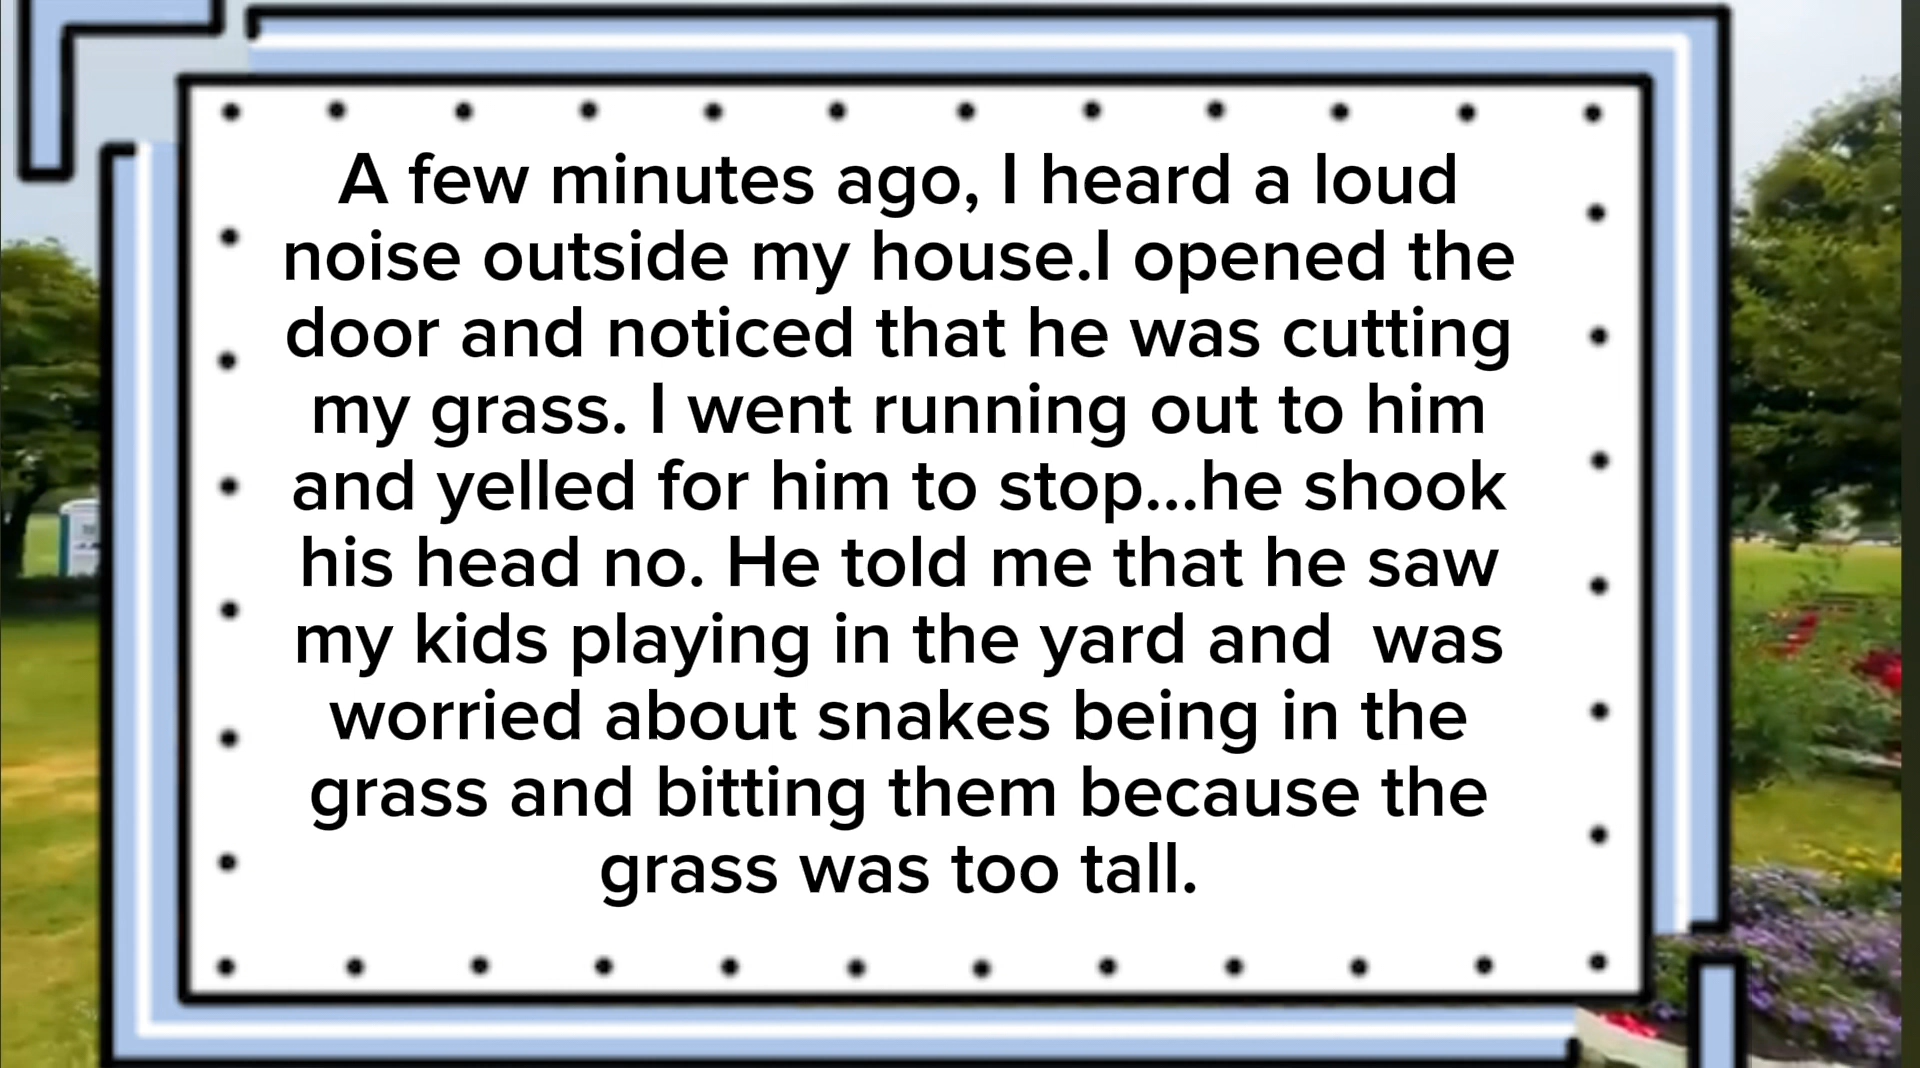 A few minutes ago, I heard a loud
noise outside my house.I opened the
door and noticed that he was cutting
my grass. I went running out to him
and yelled for him to stop...he shook
his head no. He told me that he saw
my kids playing in the yard and  was
worried about snakes being in the
grass and bitting them because the
grass was too tall.